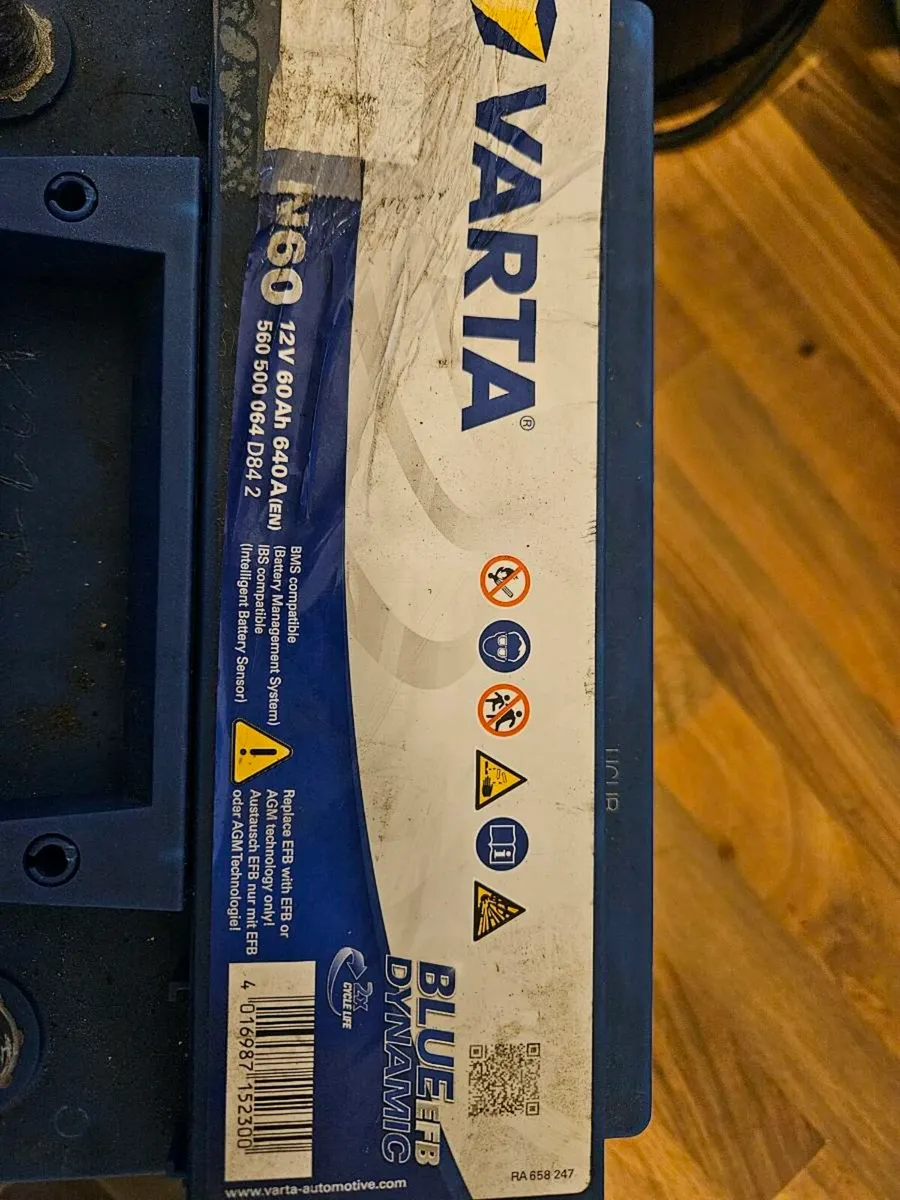 VARTA®
N60
12V 60Ah 640A(EN)
560 500 064 D84 2
BMS compatible
(Battery Management System)
IBS compatible
(Intelligent Battery Sensor)
Replace EFB with EFB or
AGM technology only!
Austausch EFB nur mit EFB
oder AGM Technologie!
2x
CYCLE LIFE
BLUE EFB
DYNAMIC
4 016987 152300
RA 658 247
www.varta-automotive.com